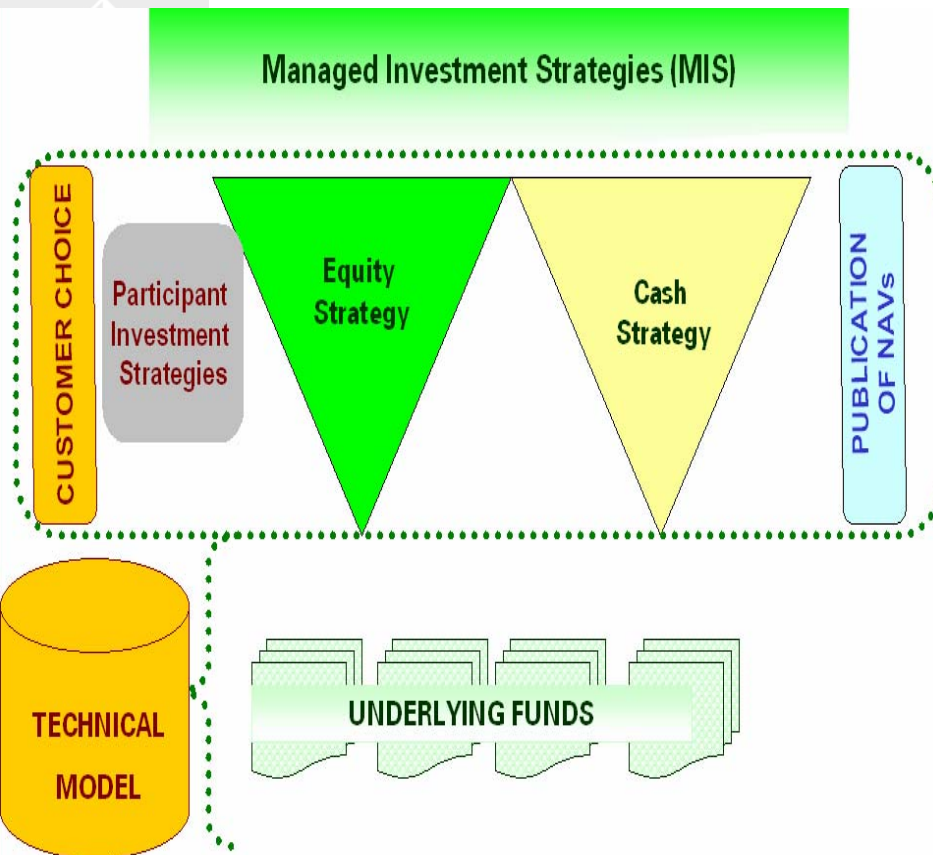 Managed Investment Strategies (MIS)
CUSTOMER CHOICE
Participant
Investment
Strategies
Equity
Strategy
Cash
Strategy
PUBLICATION
OF NAVs
TECHNICAL
MODEL
UNDERLYING FUNDS